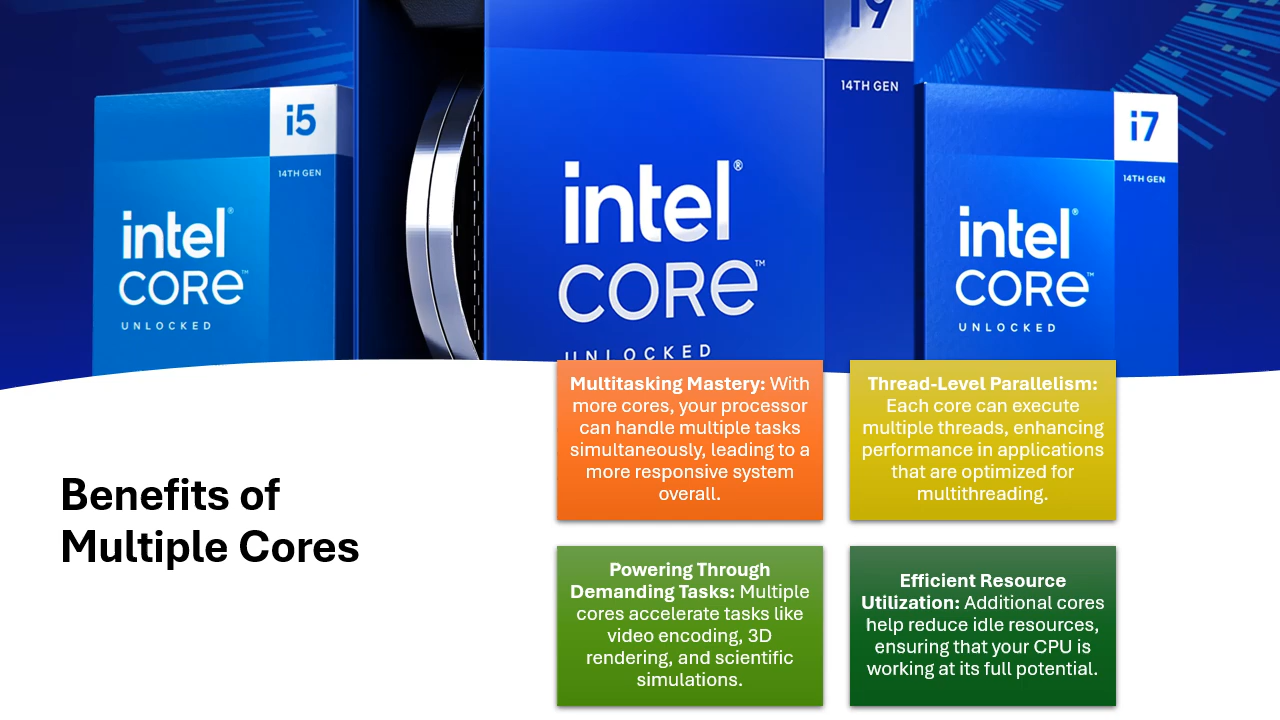 i9
14TH GEN
i5
14TH GEN
intel®
CORE™
UNLOCKED
intel®
CORE™
UNLOCKED
i7
14TH GEN
intel®
CORE™
UNLOCKED
Benefits of
Multiple Cores
Multitasking Mastery: With
more cores, your processor
can handle multiple tasks
simultaneously, leading to a
more responsive system
overall.
Thread-Level Parallelism:
Each core can execute
multiple threads, enhancing
performance in applications
that are optimized for
multithreading.
Powering Through
Demanding Tasks: Multiple
cores accelerate tasks like
video encoding, 3D
rendering, and scientific
simulations.
Efficient Resource
Utilization: Additional cores
help reduce idle resources,
ensuring that your CPU is
working at its full potential.